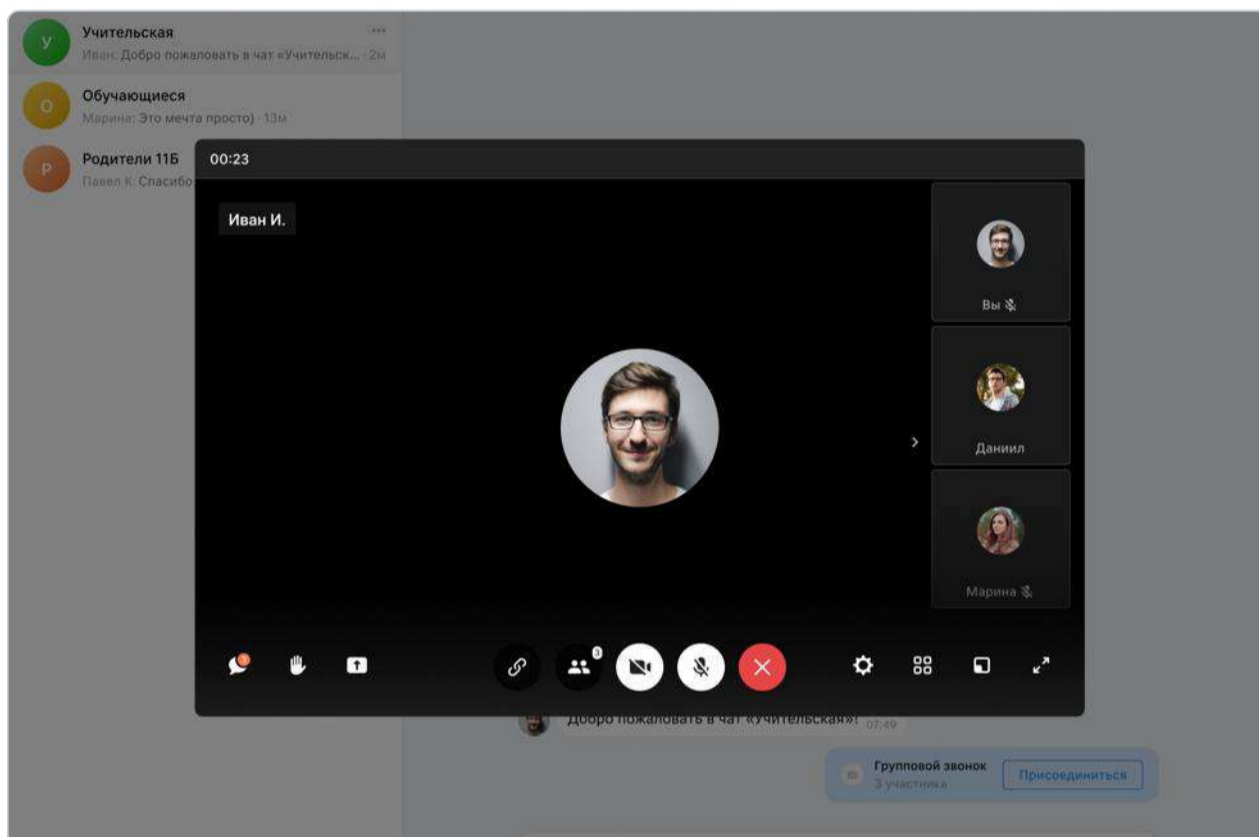 У
Учительская
Иван: Добро пожаловать в чат «Учительск... · 2м
О
Обучающиеся
Марина: Это мечта просто) · 13м
Р
Родители 11Б
Павел К: Спасибо
00:23
Иван И.
Вы
Даниил
Марина
3
Добро пожаловать в чат «Учительская»!
07:49
Групповой звонок
3 участника
Присоединиться